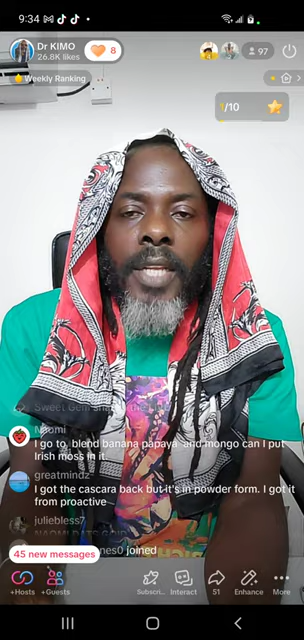 9:34
Dr KIMO
26.8K likes
8
97
Weekly Ranking
1/10
Sweet Gem
Naomi
I go to, blend banana papaya and mongo can I put
Irish moss in it.
greatmindz
I got the cascara back but it's in powder form. I got it
from proactive
juliebless7
45 new messages
joined
+Hosts
+Guests
Subscri...
Interact
51
Enhance
More